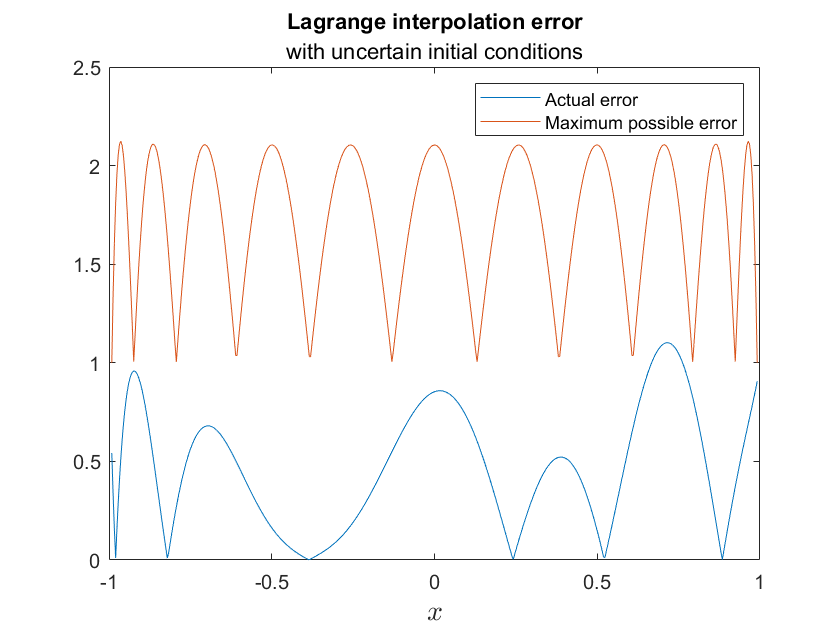 Lagrange interpolation error
with uncertain initial conditions
2.5
Actual error
Maximum possible error
2
1.5
1
0.5
0
-1 -0.5 0 0.5 1
x